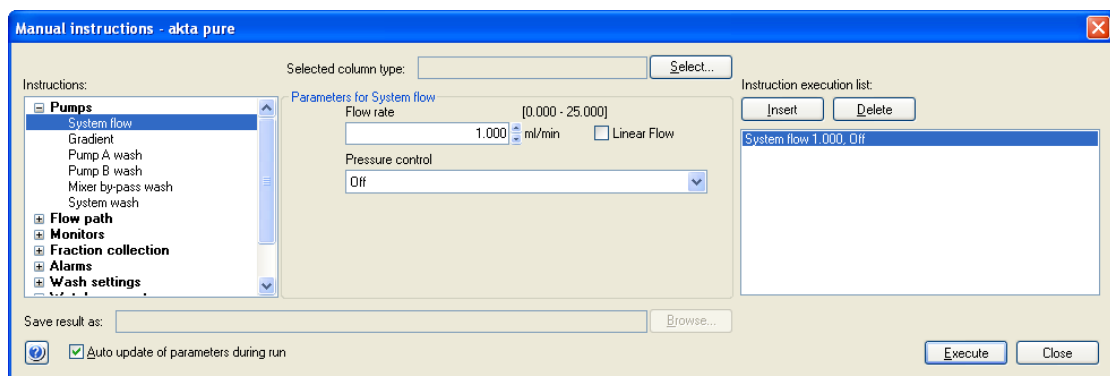 Manual instructions - akta pure
Selected column type:
Select...
Instructions:
Pumps
System flow
Gradient
Pump A wash
Pump B wash
Mixer by-pass wash
System wash
Flow path
Monitors
Fraction collection
Alarms
Wash settings
Parameters for System flow
Flow rate [0.000 - 25.000]
1.000 ml/min Linear Flow
Pressure control
Off
Instruction execution list:
Insert Delete
System flow 1.000, Off
Save result as: Browse...
Auto update of parameters during run
Execute Close